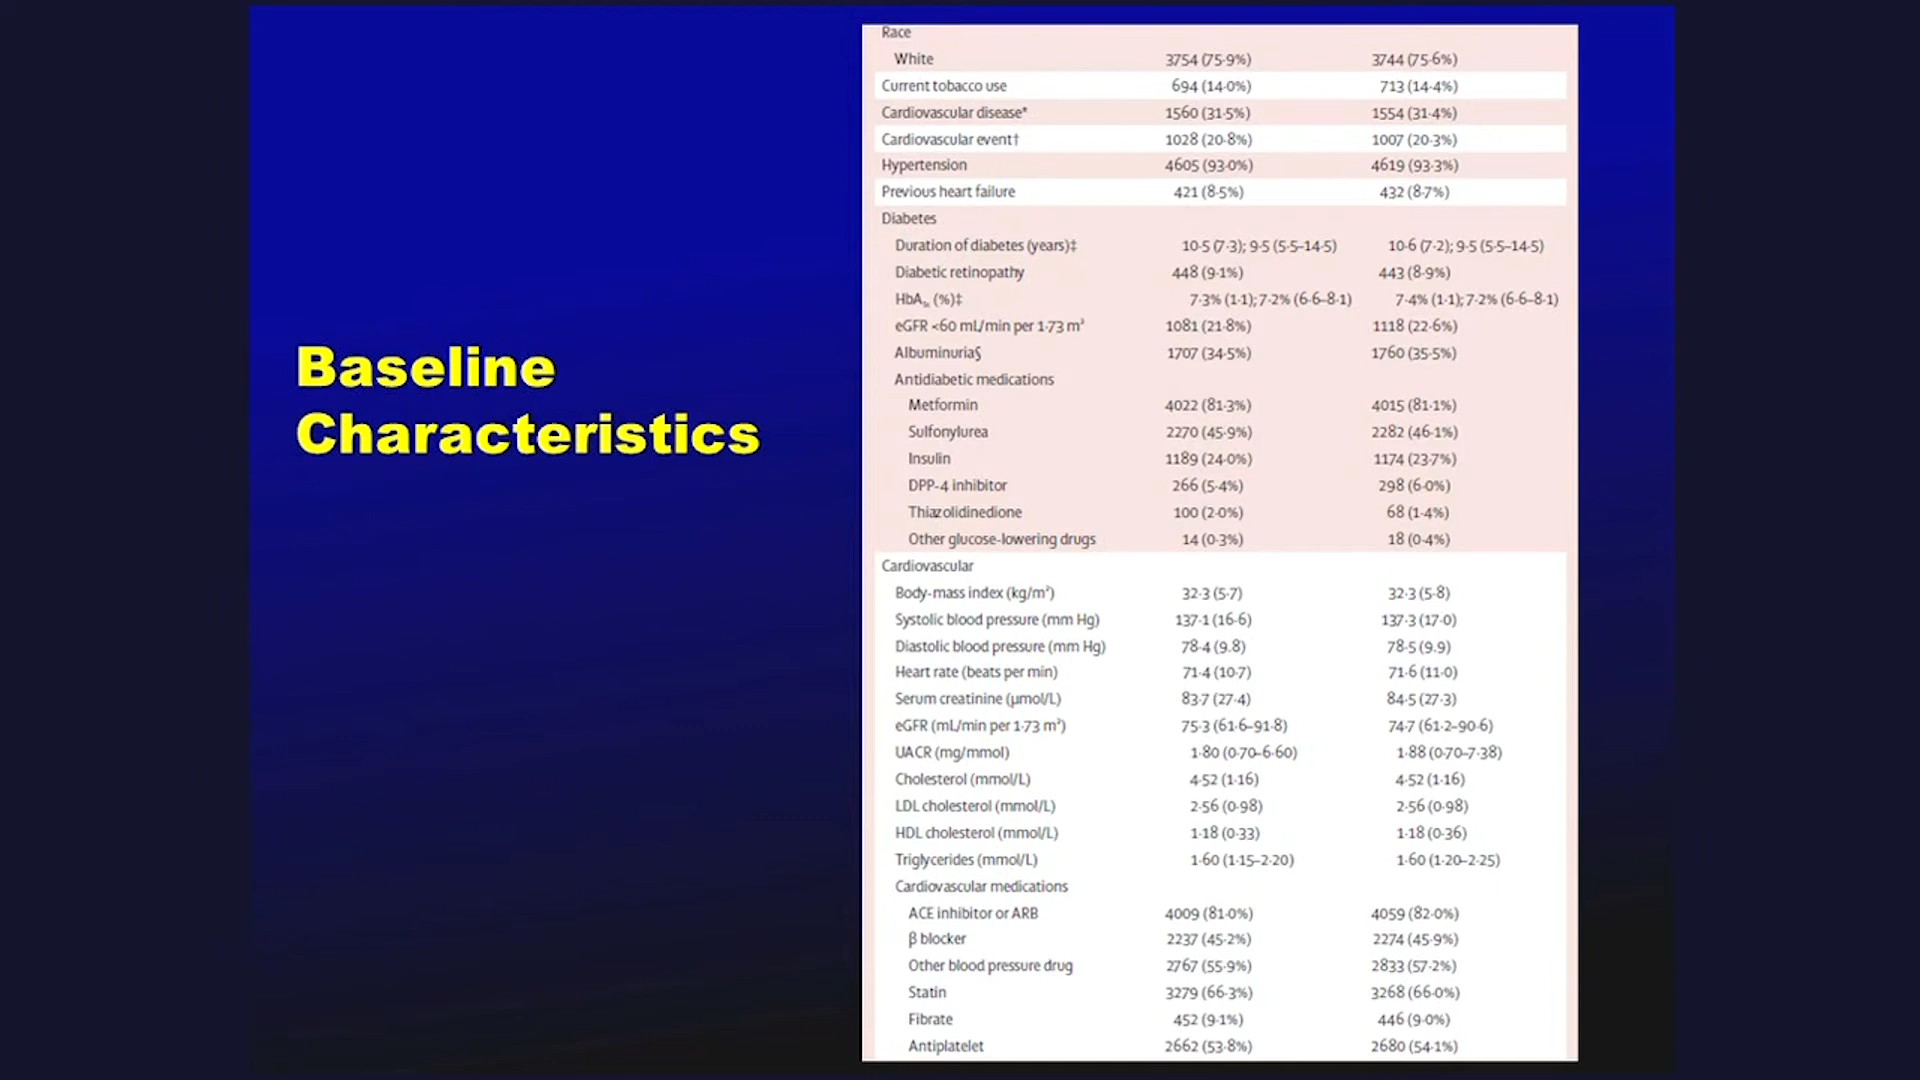 Baseline
Characteristics
Race
White 3754 (75·9%) 3744 (75·6%)
Current tobacco use 694 (14·0%) 713 (14·4%)
Cardiovascular disease* 1560 (31·5%) 1554 (31·4%)
Cardiovascular event† 1028 (20·8%) 1007 (20·3%)
Hypertension 4605 (93·0%) 4619 (93·3%)
Previous heart failure 421 (8·5%) 432 (8·7%)
Diabetes
Duration of diabetes (years)‡ 10·5 (7·3); 9·5 (5·5–14·5) 10·6 (7·2); 9·5 (5·5–14·5)
Diabetic retinopathy 448 (9·1%) 443 (8·9%)
HbA1c (%)‡ 7·3% (1·1); 7·2% (6·6–8·1) 7·4% (1·1); 7·2% (6·6–8·1)
eGFR <60 mL/min per 1·73 m² 1081 (21·8%) 1118 (22·6%)
Albuminuria§ 1707 (34·5%) 1760 (35·5%)
Antidiabetic medications
Metformin 4022 (81·3%) 4015 (81·1%)
Sulfonylurea 2270 (45·9%) 2282 (46·1%)
Insulin 1189 (24·0%) 1174 (23·7%)
DPP-4 inhibitor 266 (5·4%) 298 (6·0%)
Thiazolidinedione 100 (2·0%) 68 (1·4%)
Other glucose-lowering drugs 14 (0·3%) 18 (0·4%)
Cardiovascular
Body-mass index (kg/m²) 32·3 (5·7) 32·3 (5·8)
Systolic blood pressure (mm Hg) 137·1 (16·6) 137·3 (17·0)
Diastolic blood pressure (mm Hg) 78·4 (9.8) 78·5 (9.9)
Heart rate (beats per min) 71·4 (10·7) 71·6 (11·0)
Serum creatinine (μmol/L) 83·7 (27·4) 84·5 (27·3)
eGFR (mL/min per 1·73 m²) 75·3 (61·6–91·8) 74·7 (61·2–90·6)
UACR (mg/mmol) 1·80 (0·70–6·60) 1·88 (0·70–7·38)
Cholesterol (mmol/L) 4·52 (1·16) 4·52 (1·16)
LDL cholesterol (mmol/L) 2·56 (0·98) 2·56 (0·98)
HDL cholesterol (mmol/L) 1·18 (0·33) 1·18 (0·36)
Triglycerides (mmol/L) 1·60 (1·15–2·20) 1·60 (1·20–2·25)
Cardiovascular medications
ACE inhibitor or ARB 4009 (81·0%) 4059 (82·0%)
β blocker 2237 (45·2%) 2274 (45·9%)
Other blood pressure drug 2767 (55·9%) 2833 (57·2%)
Statin 3279 (66·3%) 3268 (66·0%)
Fibrate 452 (9·1%) 446 (9·0%)
Antiplatelet 2662 (53·8%) 2680 (54·1%)